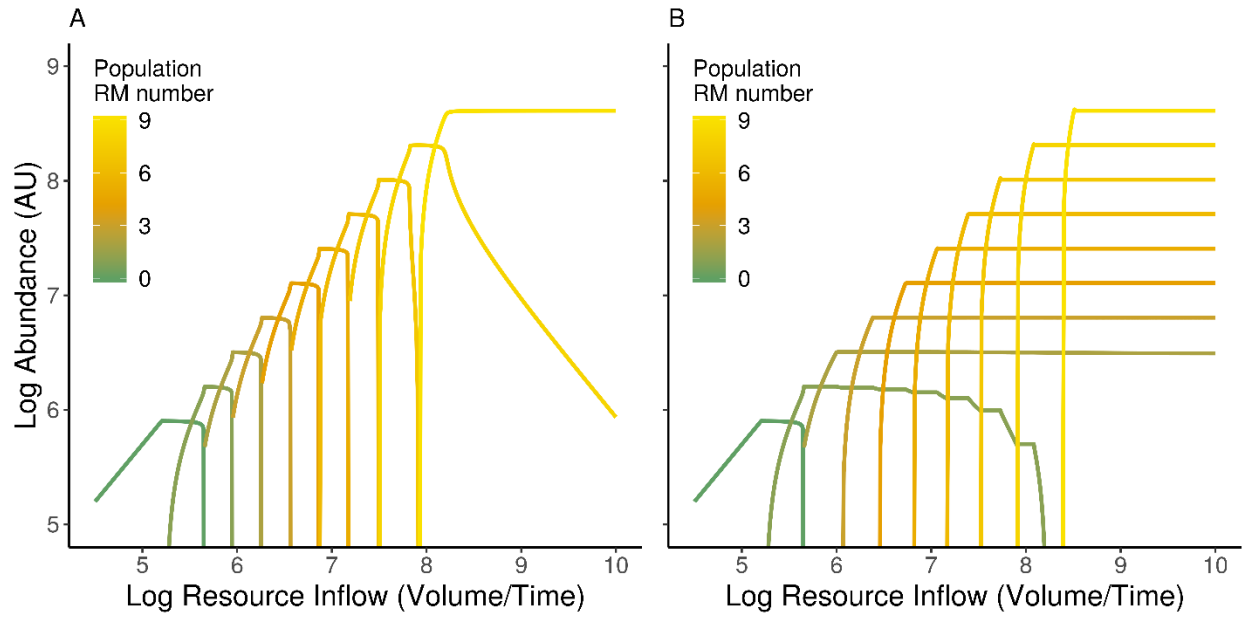 A
B
Population
RM number
9
6
3
0
Population
RM number
9
6
3
0
Log Abundance (AU)
9
8
7
6
5
5 6 7 8 9 10
5 6 7 8 9 10
Log Resource Inflow (Volume/Time)
Log Resource Inflow (Volume/Time)